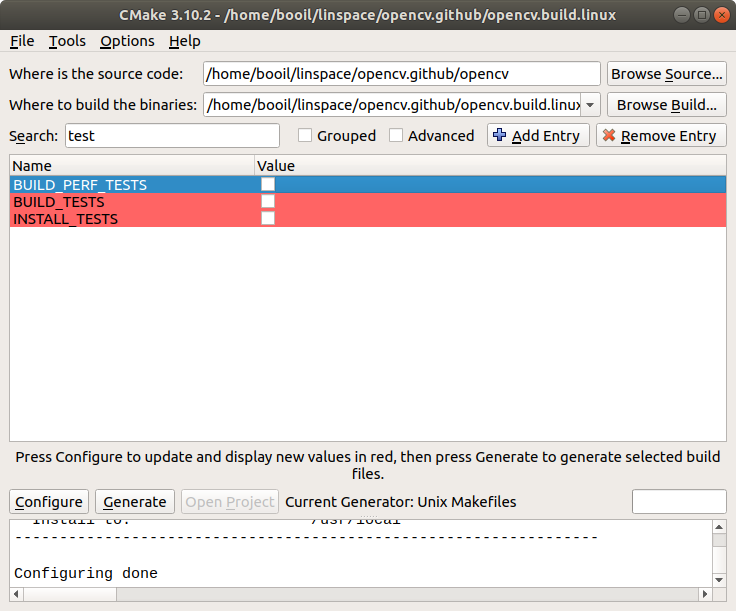 CMake 3.10.2 - /home/booil/linspace/opencv.github/opencv.build.linux
File Tools Options Help
Where is the source code: /home/booil/linspace/opencv.github/opencv Browse Source...
Where to build the binaries: /home/booil/linspace/opencv.github/opencv.build.linux Browse Build...
Search: test Grouped Advanced Add Entry Remove Entry
Name Value
BUILD_PERF_TESTS
BUILD_TESTS
INSTALL_TESTS
Press Configure to update and display new values in red, then press Generate to generate selected build
files.
Configure Generate Open Project Current Generator: Unix Makefiles
Install to: /usr/local
-----------------------------------------------------------------
Configuring done